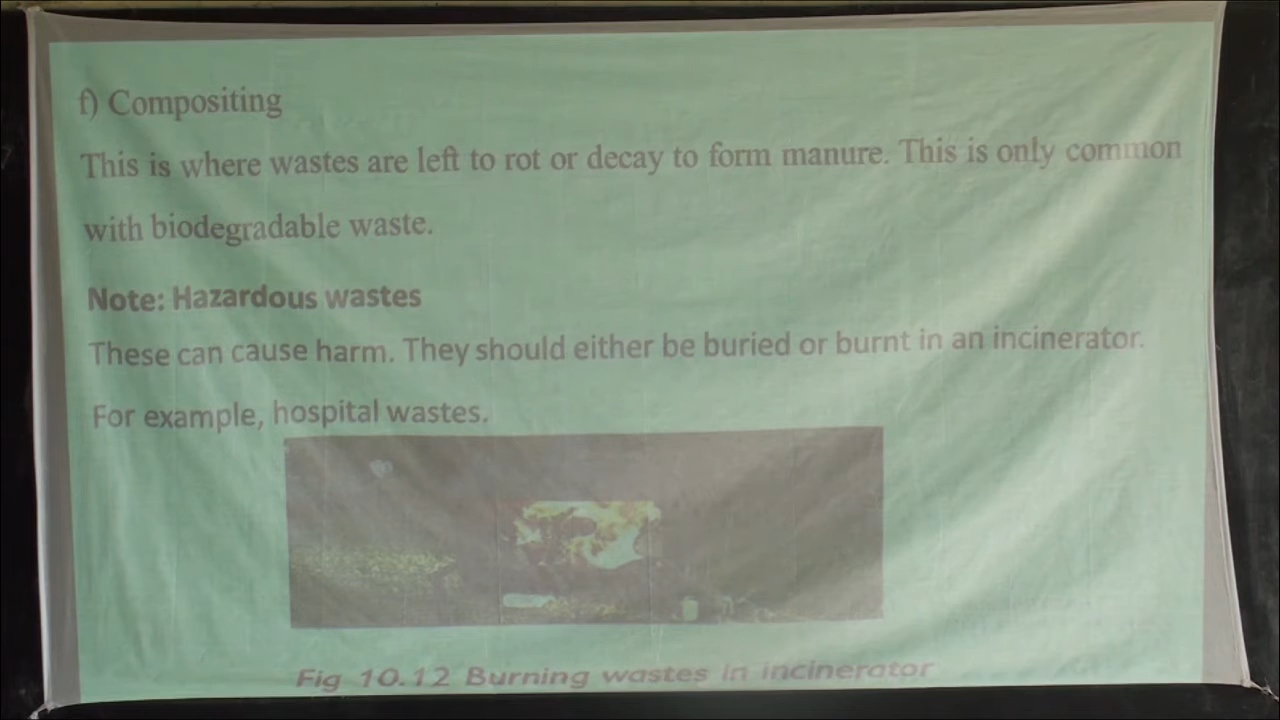 f) Compositing
This is where wastes are left to rot or decay to form manure. This is only common
with biodegradable waste.
Note: Hazardous wastes
These can cause harm. They should either be buried or burnt in an incinerator.
For example, hospital wastes.
Fig 10.12 Burning wastes in incinerator